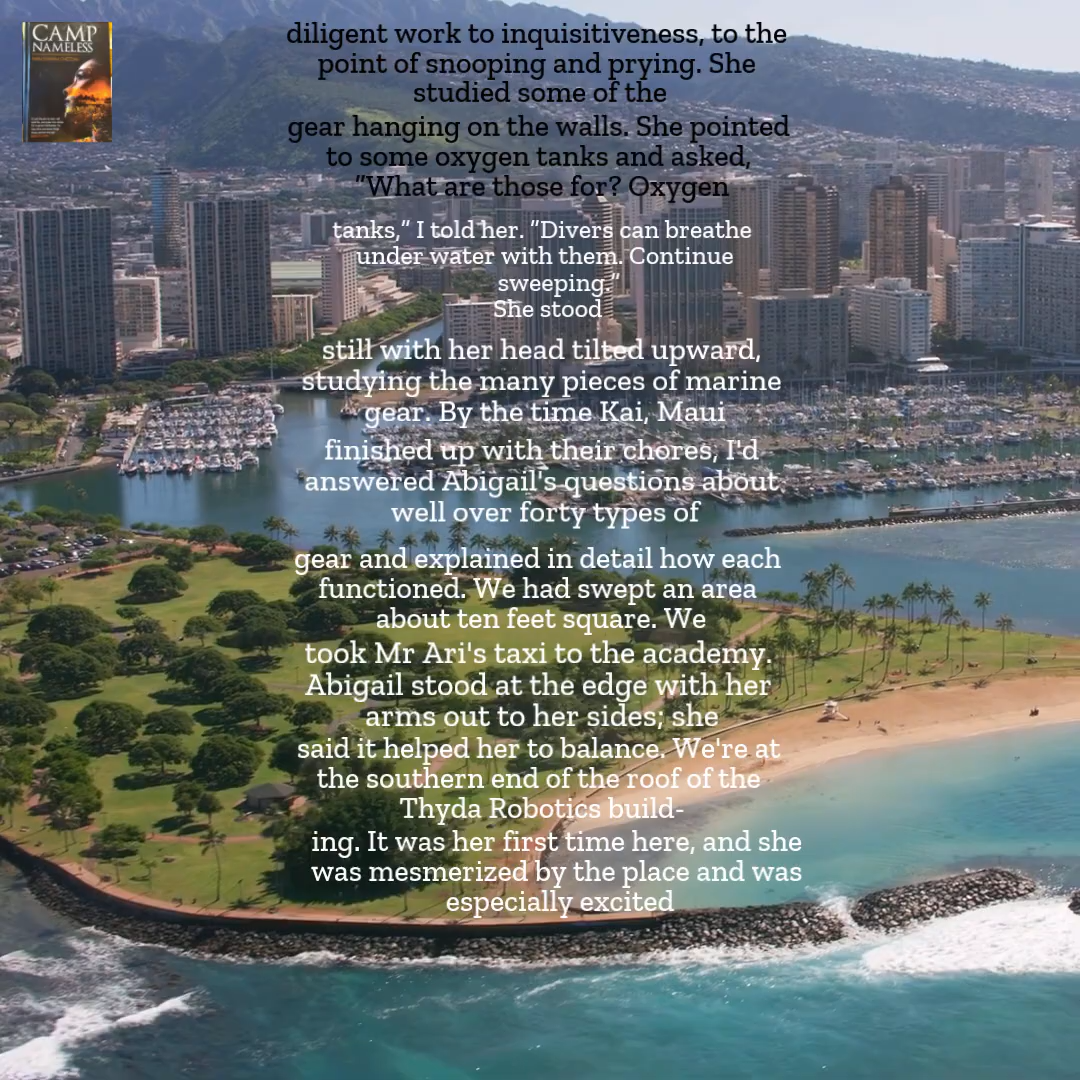 CAMP
NAMELESS
diligent work to inquisitiveness, to the
point of snooping and prying. She
studied some of the
gear hanging on the walls. She pointed
to some oxygen tanks and asked,
"What are those for? Oxygen
tanks,” I told her. ”Divers can breathe
under water with them. Continue
sweeping.”
She stood
still with her head tilted upward,
studying the many pieces of marine
gear. By the time Kai, Maui
finished up with their chores, I'd
answered Abigail's questions about
well over forty types of
gear and explained in detail how each
functioned. We had swept an area
about ten feet square. We
took Mr Ari's taxi to the academy.
Abigail stood at the edge with her
arms out to her sides; she
said it helped her to balance. We're at
the southern end of the roof of the
Thyda Robotics build-
ing. It was her first time here, and she
was mesmerized by the place and was
especially excited